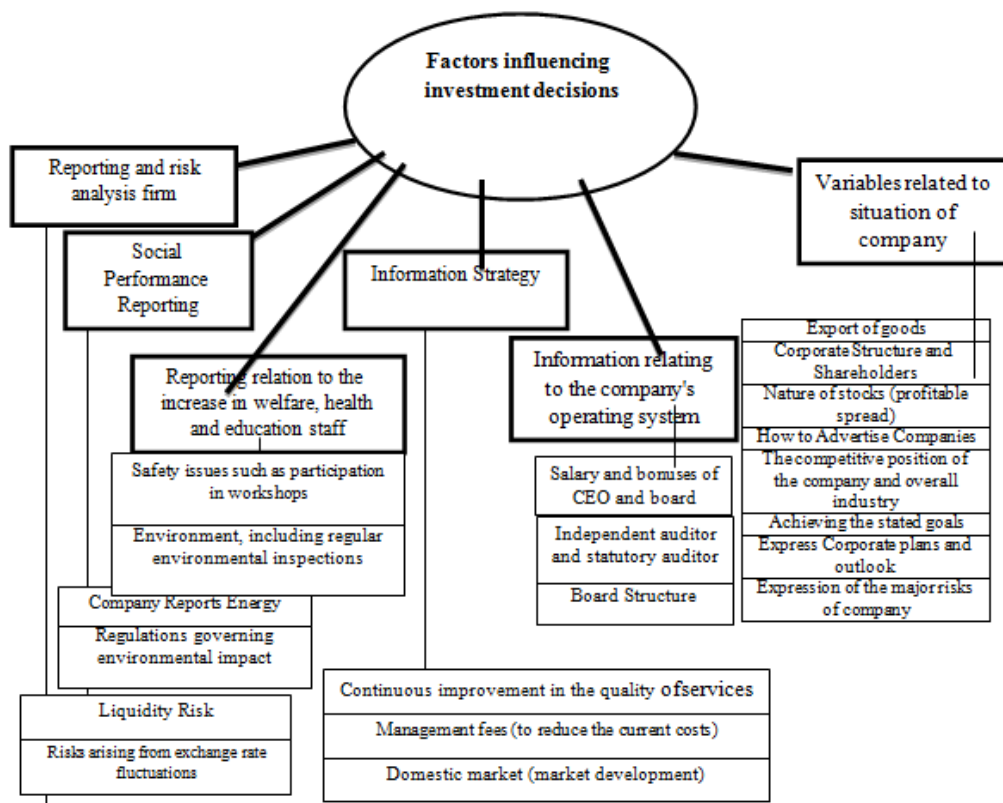 Factors influencing
investment decisions
Reporting and risk
analysis firm
Social
Performance
Reporting
Reporting relation to the
increase in welfare, health
and education staff
Information Strategy
Information relating
to the company's
operating system
Variables related to
situation of
company
Safety issues such as participation
in workshops
Environment, including regular
environmental inspections
Company Reports Energy
Regulations governing
environmental impact
Liquidity Risk
Risks arising from exchange rate
fluctuations
Continuous improvement in the quality ofservices
Management fees (to reduce the current costs)
Domestic market (market development)
Salary and bonuses of
CEO and board
Independent auditor
and statutory auditor
Board Structure
Export of goods
Corporate Structure and
Shareholders
Nature of stocks (profitable
spread)
How to Advertise Companies
The competitive position of
the company and overall
industry
Achieving the stated goals
Express Corporate plans and
outlook
Expression of the major risks
of company